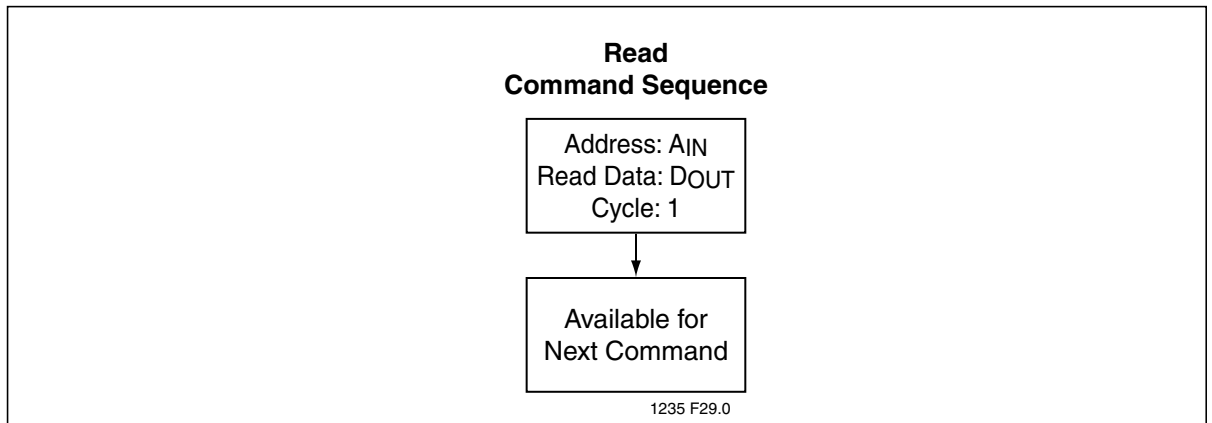 Read
Command Sequence
Address: AIN
Read Data: DOUT
Cycle: 1
Available for
Next Command
1235 F29.0